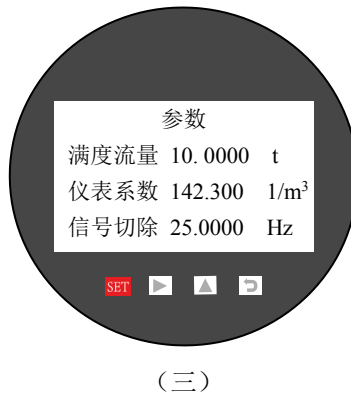 参数
满度流量 10.0000 t
仪表系数 142.300 1/m³
信号切除 25.0000 Hz
SET
（三）